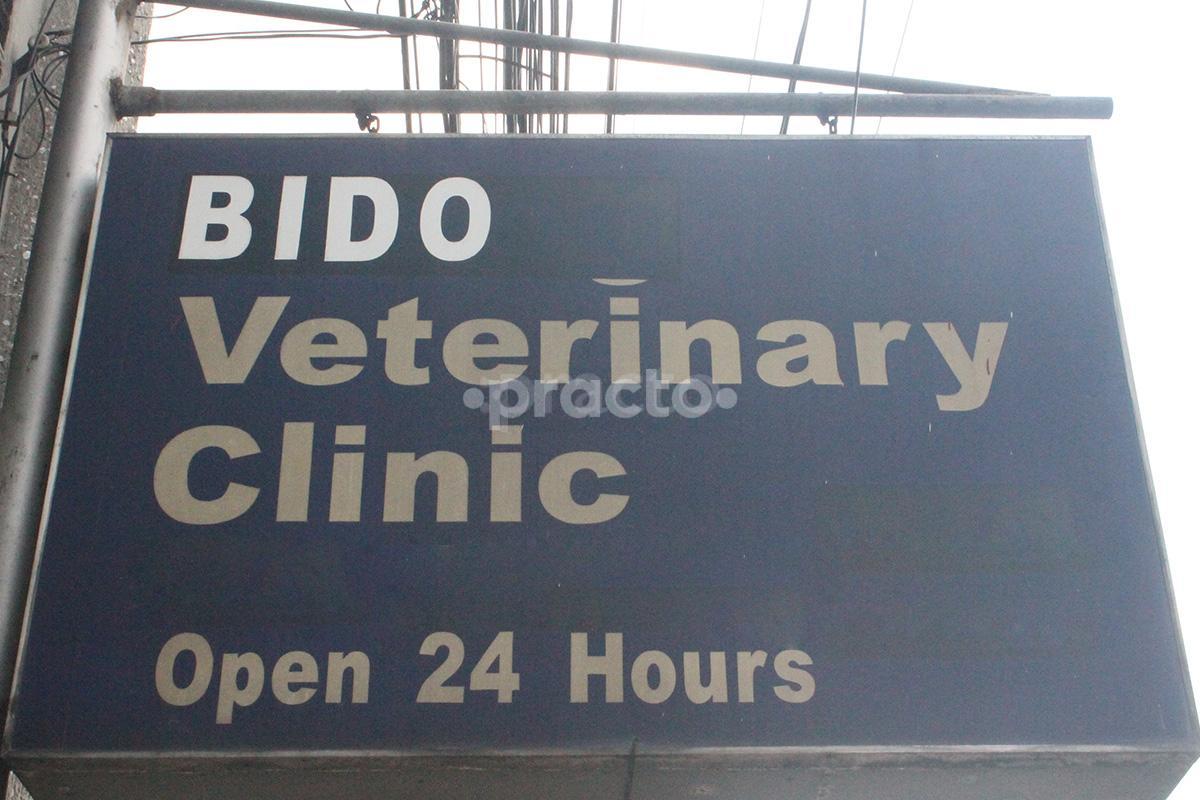 BIDO
Veterinary
•practo•
Clinic
Open 24 Hours